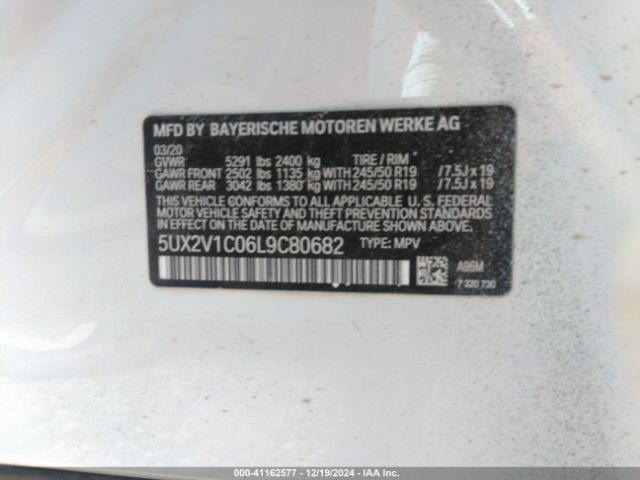 MFD BY BAYERISCHE MOTOREN WERKE AG
03/20
GVWR 5291 lbs 2400 kg TIRE / RIM *
GAWR FRONT 2502 lbs 1135 kg WITH 245/50 R19 /7.5J x 19
GAWR REAR 3042 lbs 1380 kg WITH 245/50 R19 /7.5J x 19
THIS VEHICLE CONFORMS TO ALL APPLICABLE U. S. FEDERAL
MOTOR VEHICLE SAFETY, BUMPER, AND THEFT PREVENTION
STANDARDS IN EFFECT ON THE DATE OF MANUFACTURE SHOWN ABOVE.
5UX2V1C06L9C80682 TYPE: MPV
A96M
7 320 730
000-41162577 - 12/19/2024 - IAA Inc.